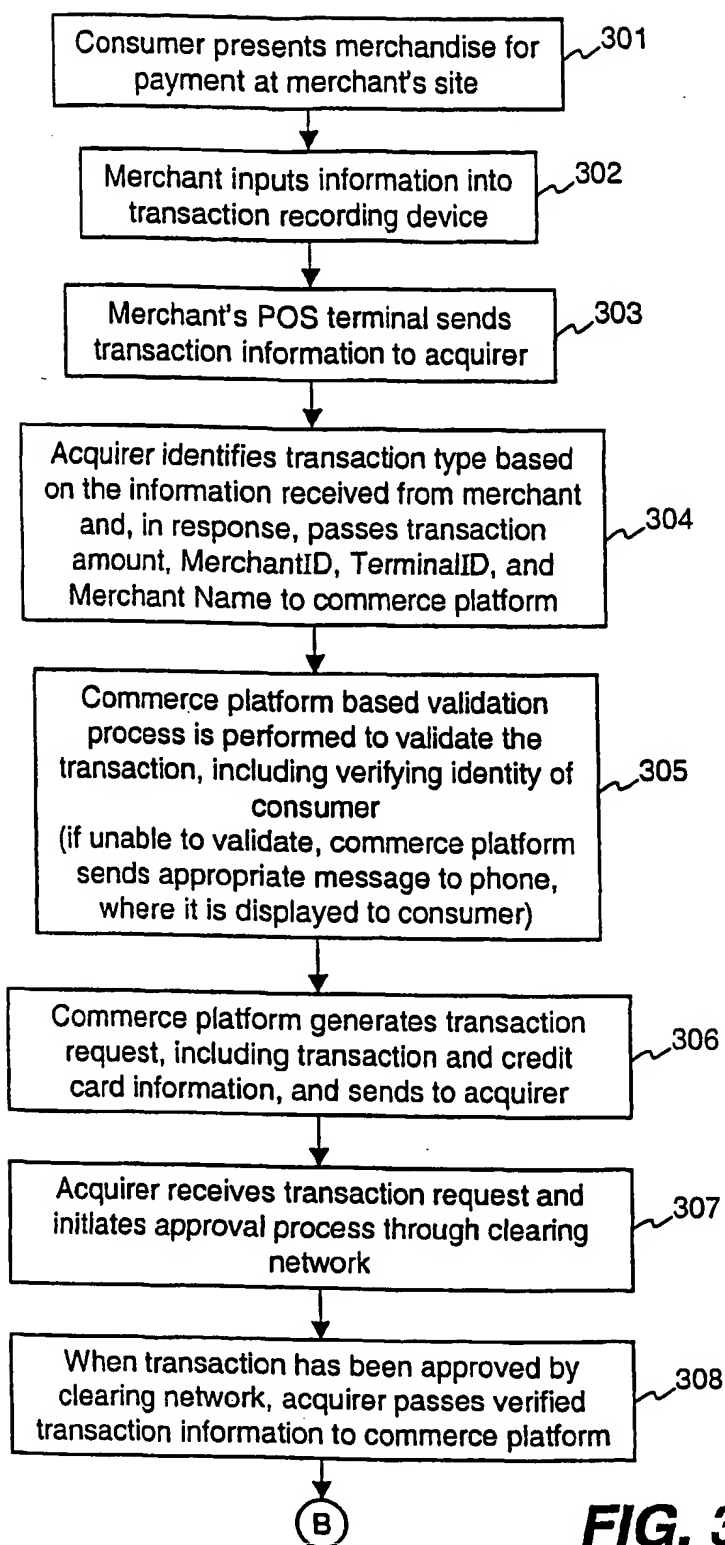 Consumer presents merchandise for
payment at merchant's site
301
Merchant inputs information into
transaction recording device
302
Merchant's POS terminal sends
transaction information to acquirer
303
Acquirer identifies transaction type based
on the information received from merchant
and, in response, passes transaction
amount, MerchantID, TerminalID, and
Merchant Name to commerce platform
304
Commerce platform based validation
process is performed to validate the
transaction, including verifying identity of
consumer
(if unable to validate, commerce platform
sends appropriate message to phone,
where it is displayed to consumer)
305
Commerce platform generates transaction
request, including transaction and credit
card information, and sends to acquirer
306
Acquirer receives transaction request and
initiates approval process through clearing
network
307
When transaction has been approved by
clearing network, acquirer passes verified
transaction information to commerce platform
308
B
FIG. 3